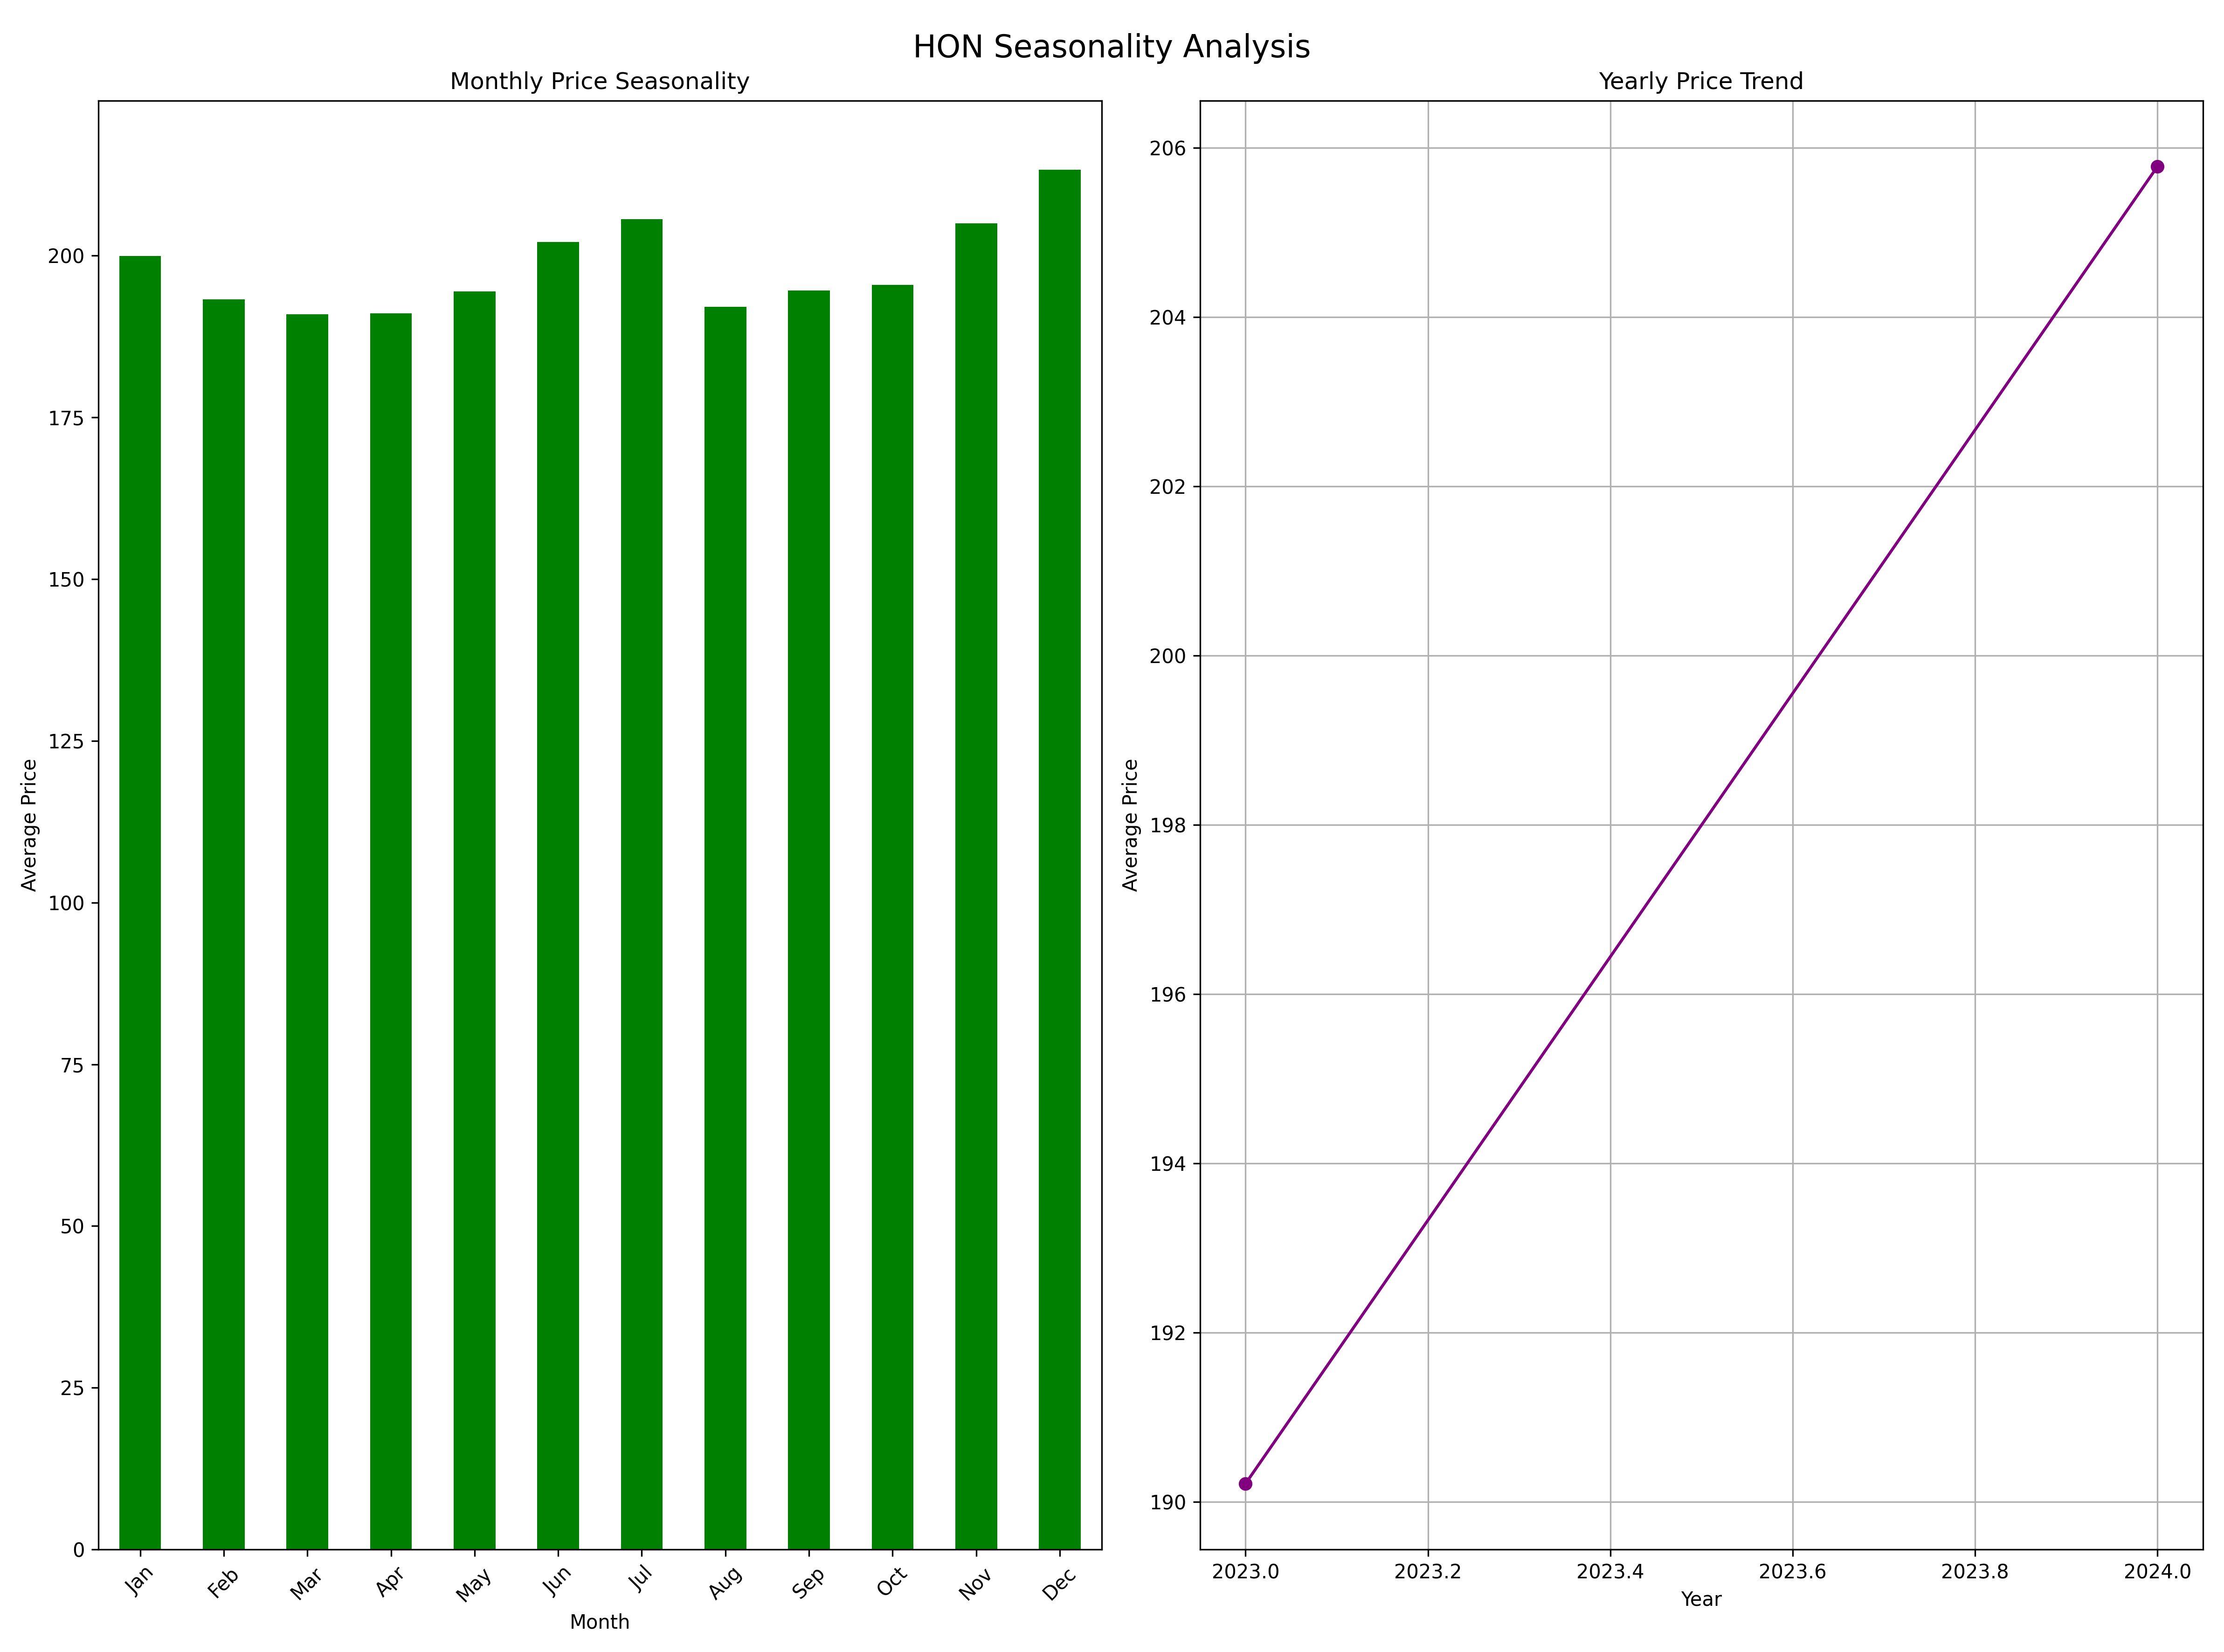 HON Seasonality Analysis
Monthly Price Seasonality
Average Price
200
175
150
125
100
75
50
25
0
Jan
Feb
Mar
Apr
May
Jun
Jul
Aug
Sep
Oct
Nov
Dec
Month
Yearly Price Trend
Average Price
206
204
202
200
198
196
194
192
190
2023.0
2023.2
2023.4
2023.6
2023.8
2024.0
Year